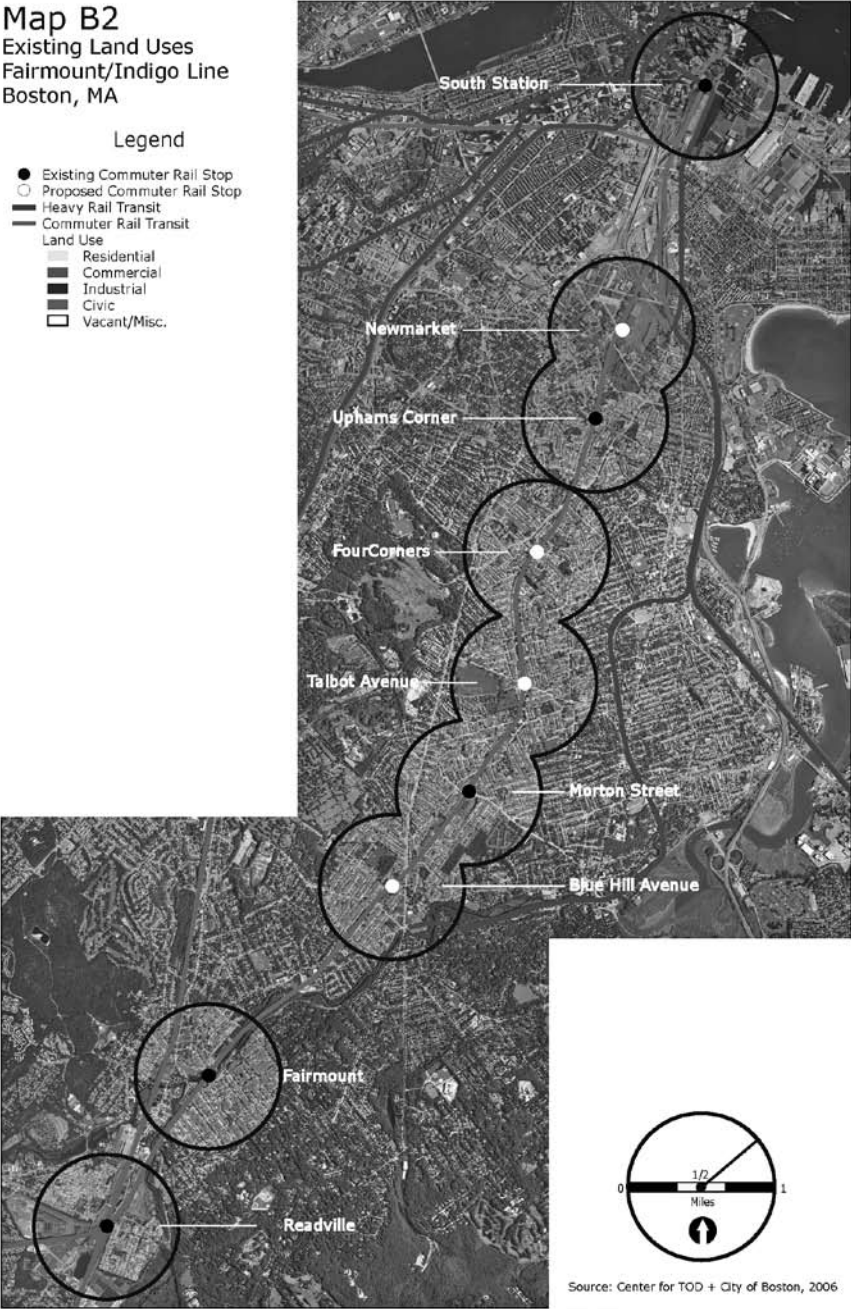 Map B2
Existing Land Uses
Fairmount/Indigo Line
Boston, MA
Legend
Existing Commuter Rail Stop
Proposed Commuter Rail Stop
Heavy Rail Transit
Commuter Rail Transit
Land Use
Residential
Commercial
Industrial
Civic
Vacant/Misc.
South Station
Newmarket
Uphams Corner
FourCorners
Talbot Avenue
Morton Street
Blue Hill Avenue
Fairmount
Readville
1/2
0 1
Miles
Source: Center for TOD + City of Boston, 2006